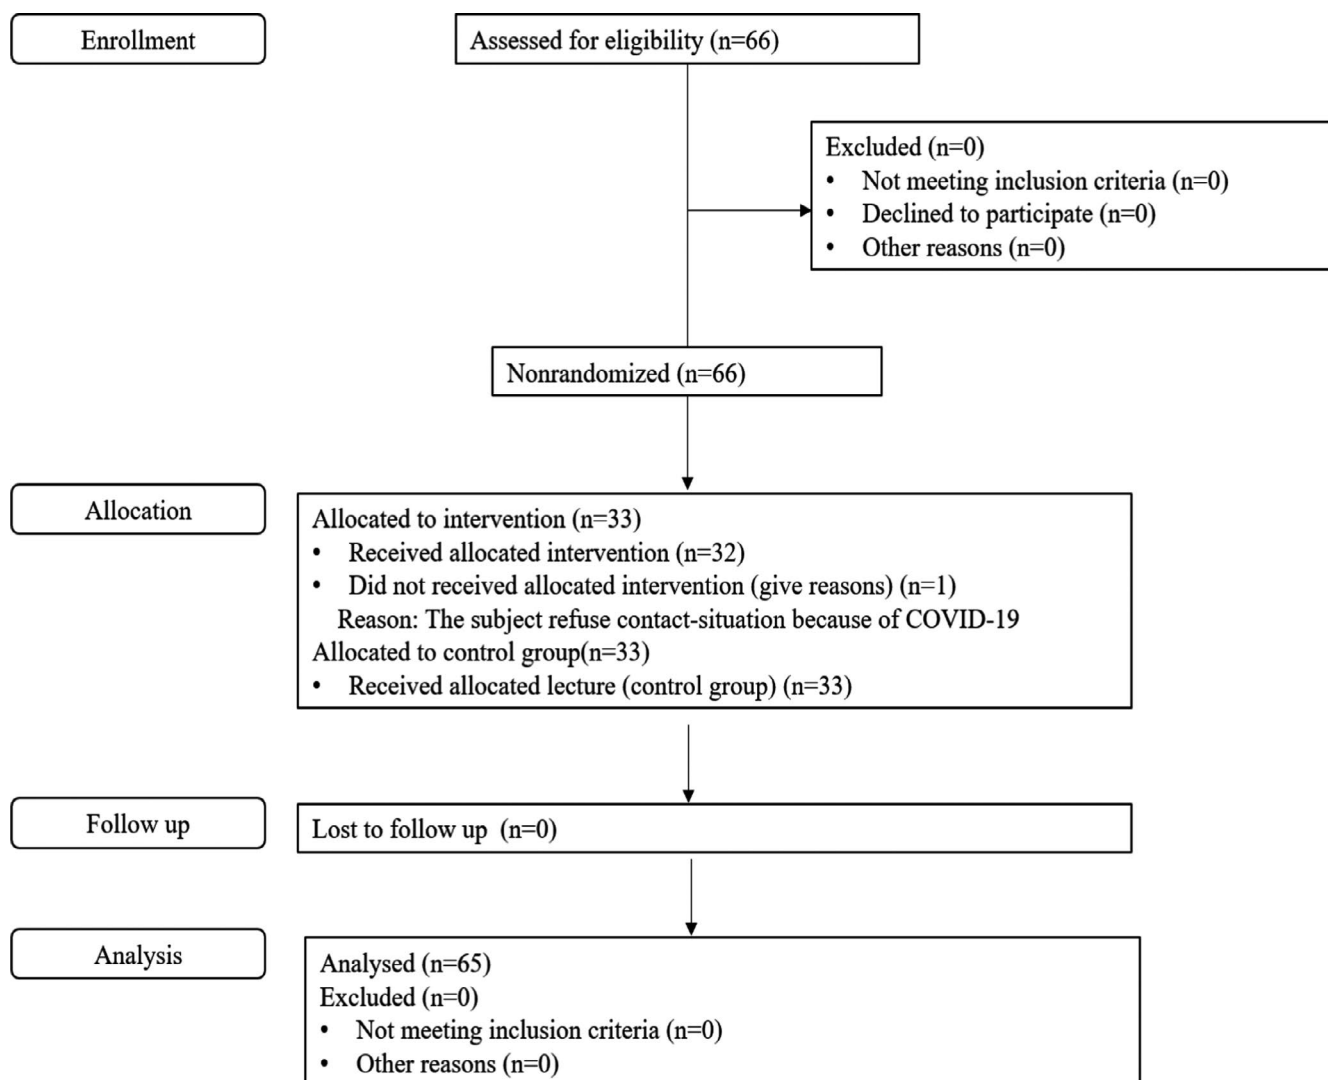 Enrollment
Assessed for eligibility (n=66)
Excluded (n=0)
• Not meeting inclusion criteria (n=0)
• Declined to participate (n=0)
• Other reasons (n=0)
Nonrandomized (n=66)
Allocation
Allocated to intervention (n=33)
• Received allocated intervention (n=32)
• Did not received allocated intervention (give reasons) (n=1)
Reason: The subject refuse contact-situation because of COVID-19
Allocated to control group(n=33)
• Received allocated lecture (control group) (n=33)
Follow up
Lost to follow up (n=0)
Analysis
Analysed (n=65)
Excluded (n=0)
• Not meeting inclusion criteria (n=0)
• Other reasons (n=0)